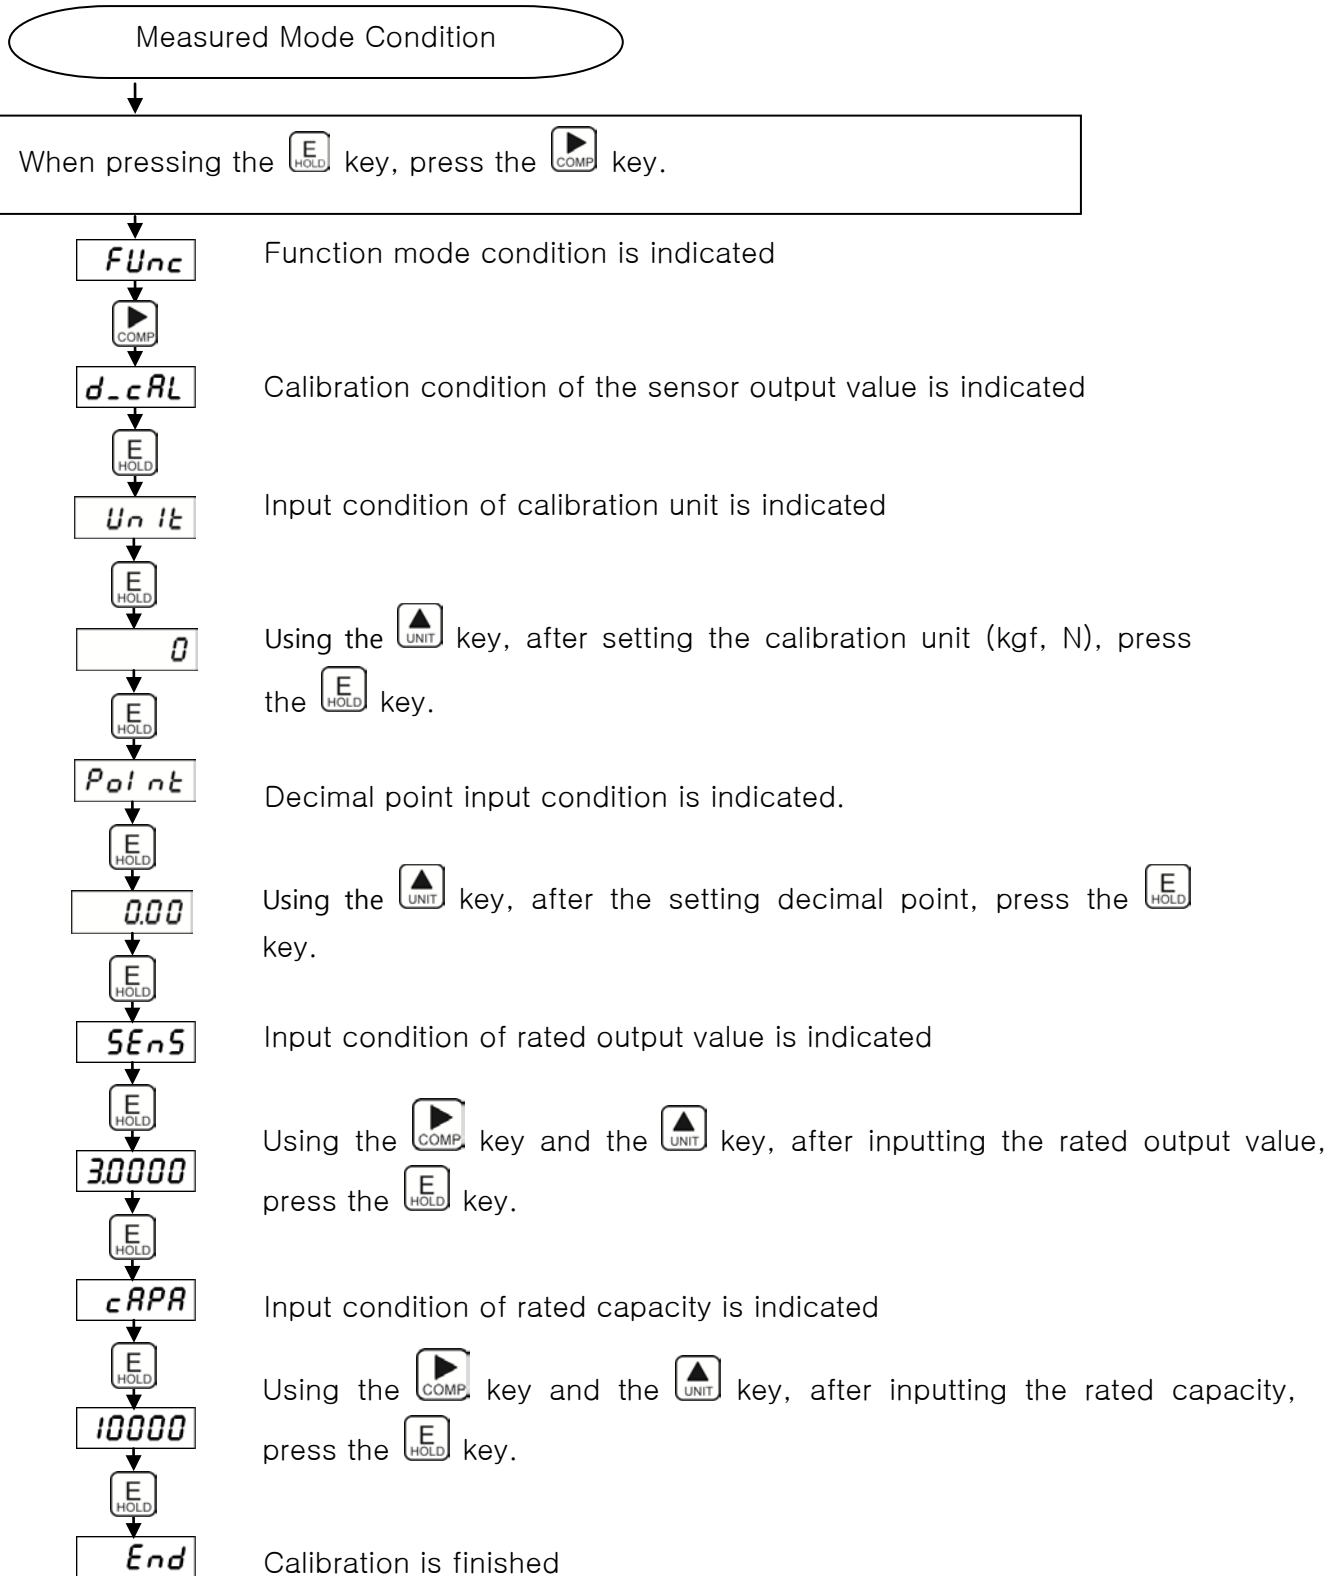 Measured Mode Condition
When pressing the E HOLD key, press the COMP key.
FUnc Function mode condition is indicated
COMP
d_cAL Calibration condition of the sensor output value is indicated
E HOLD
UnIt Input condition of calibration unit is indicated
E HOLD
0 Using the UNIT key, after setting the calibration unit (kgf, N), press
the E HOLD key.
E HOLD
PoInt Decimal point input condition is indicated.
E HOLD
0.00 Using the UNIT key, after the setting decimal point, press the E HOLD
key.
E HOLD
SEnS Input condition of rated output value is indicated
E HOLD
3.0000 Using the COMP key and the UNIT key, after inputting the rated output value,
press the E HOLD key.
E HOLD
cAPA Input condition of rated capacity is indicated
E HOLD
10000 Using the COMP key and the UNIT key, after inputting the rated capacity,
press the E HOLD key.
E HOLD
End Calibration is finished